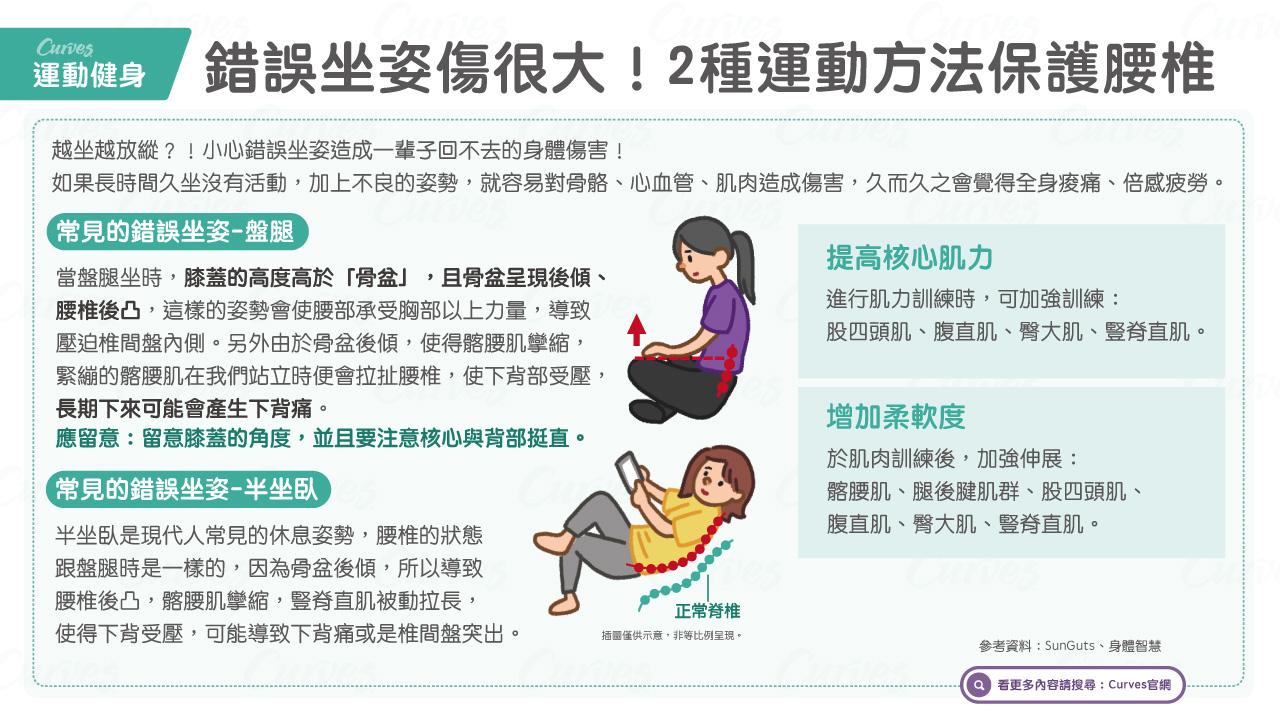 Curves
運動健身
錯誤坐姿傷很大！2種運動方法保護腰椎
越坐越放縱？！小心錯誤坐姿造成一輩子回不去的身體傷害！
如果長時間久坐沒有活動，加上不良的姿勢，就容易對骨骼、心血管、肌肉造成傷害，久而久之會覺得全身痠痛、倍感疲勞。
常見的錯誤坐姿-盤腿
當盤腿坐時，膝蓋的高度高於「骨盆」，且骨盆呈現後傾、
腰椎後凸，這樣的姿勢會使腰部承受胸部以上力量，導致
壓迫椎間盤內側。另外由於骨盆後傾，使得髂腰肌攣縮，
緊繃的髂腰肌在我們站立時便會拉扯腰椎，使下背部受壓，
長期下來可能會產生下背痛。
應留意：留意膝蓋的角度，並且要注意核心與背部挺直。
常見的錯誤坐姿-半坐臥
半坐臥是現代人常見的休息姿勢，腰椎的狀態
跟盤腿時是一樣的，因為骨盆後傾，所以導致
腰椎後凸，髂腰肌攣縮，豎脊直肌被動拉長，
使得下背受壓，可能導致下背痛或是椎間盤突出。
正常脊椎
插圖僅供示意，非等比例呈現。
提高核心肌力
進行肌力訓練時，可加強訓練：
股四頭肌、腹直肌、臀大肌、豎脊直肌。
增加柔軟度
於肌肉訓練後，加強伸展：
髂腰肌、腿後腱肌群、股四頭肌、
腹直肌、臀大肌、豎脊直肌。
參考資料：SunGuts、身體智慧
看更多內容請搜尋：Curves官網